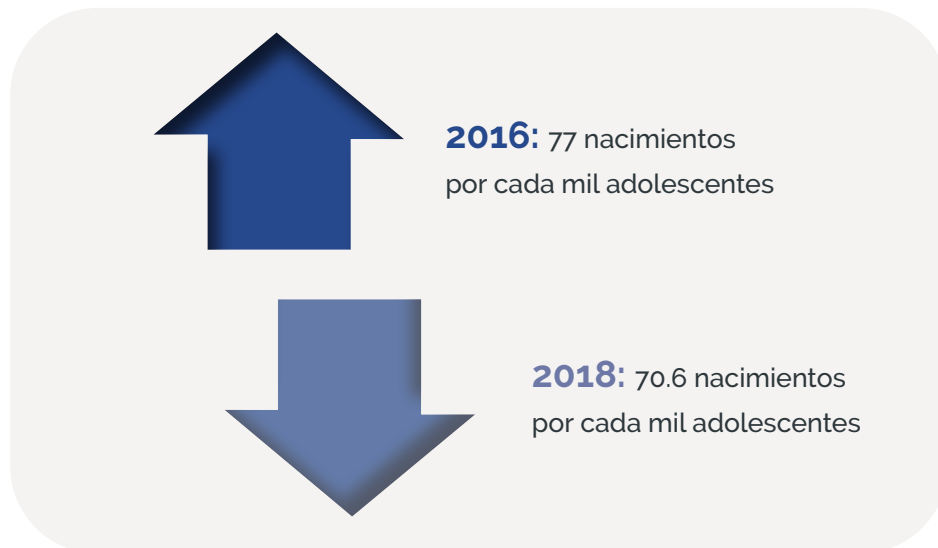 2016: 77 nacimientos
por cada mil adolescentes
2018: 70.6 nacimientos
por cada mil adolescentes